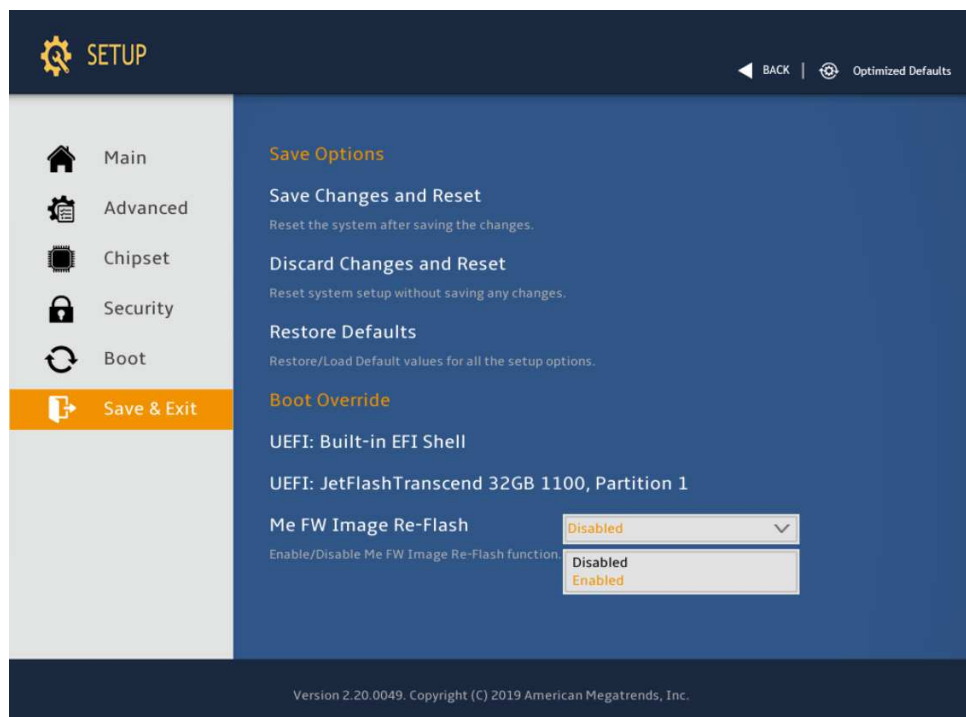 SETUP
BACK | Optimized Defaults
Main
Advanced
Chipset
Security
Boot
Save & Exit
Save Options
Save Changes and Reset
Reset the system after saving the changes.
Discard Changes and Reset
Reset system setup without saving any changes.
Restore Defaults
Restore/Load Default values for all the setup options.
Boot Override
UEFI: Built-in EFI Shell
UEFI: JetFlashTranscend 32GB 1100, Partition 1
Me FW Image Re-Flash
Disabled
Enable/Disable Me FW Image Re-Flash function.
Disabled
Enabled
Version 2.20.0049. Copyright (C) 2019 American Megatrends, Inc.